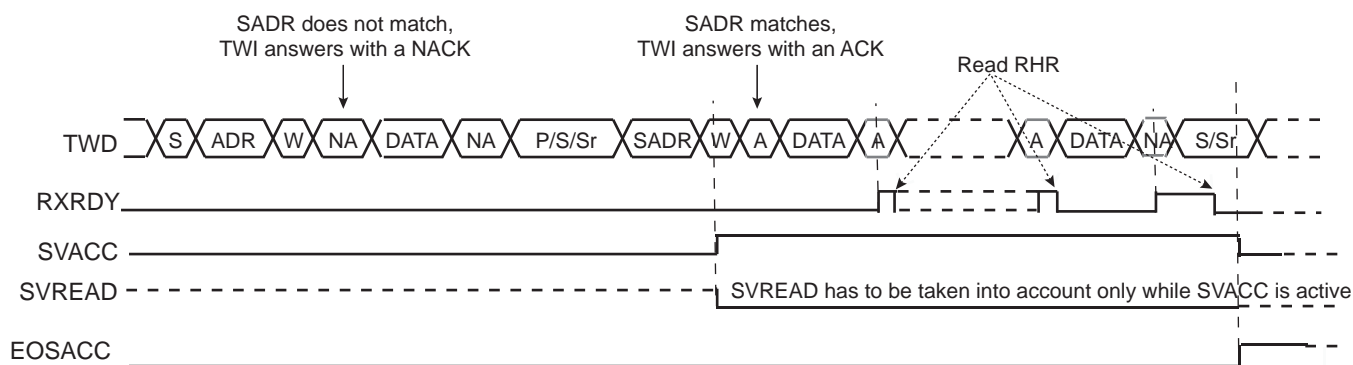 SADR does not match,
TWI answers with a NACK
SADR matches,
TWI answers with an ACK
Read RHR
TWD S ADR W NA DATA NA P/S/Sr SADR W A DATA A A DATA NA S/Sr
RXRDY
SVACC
SVREAD SVREAD has to be taken into account only while SVACC is active
EOSACC